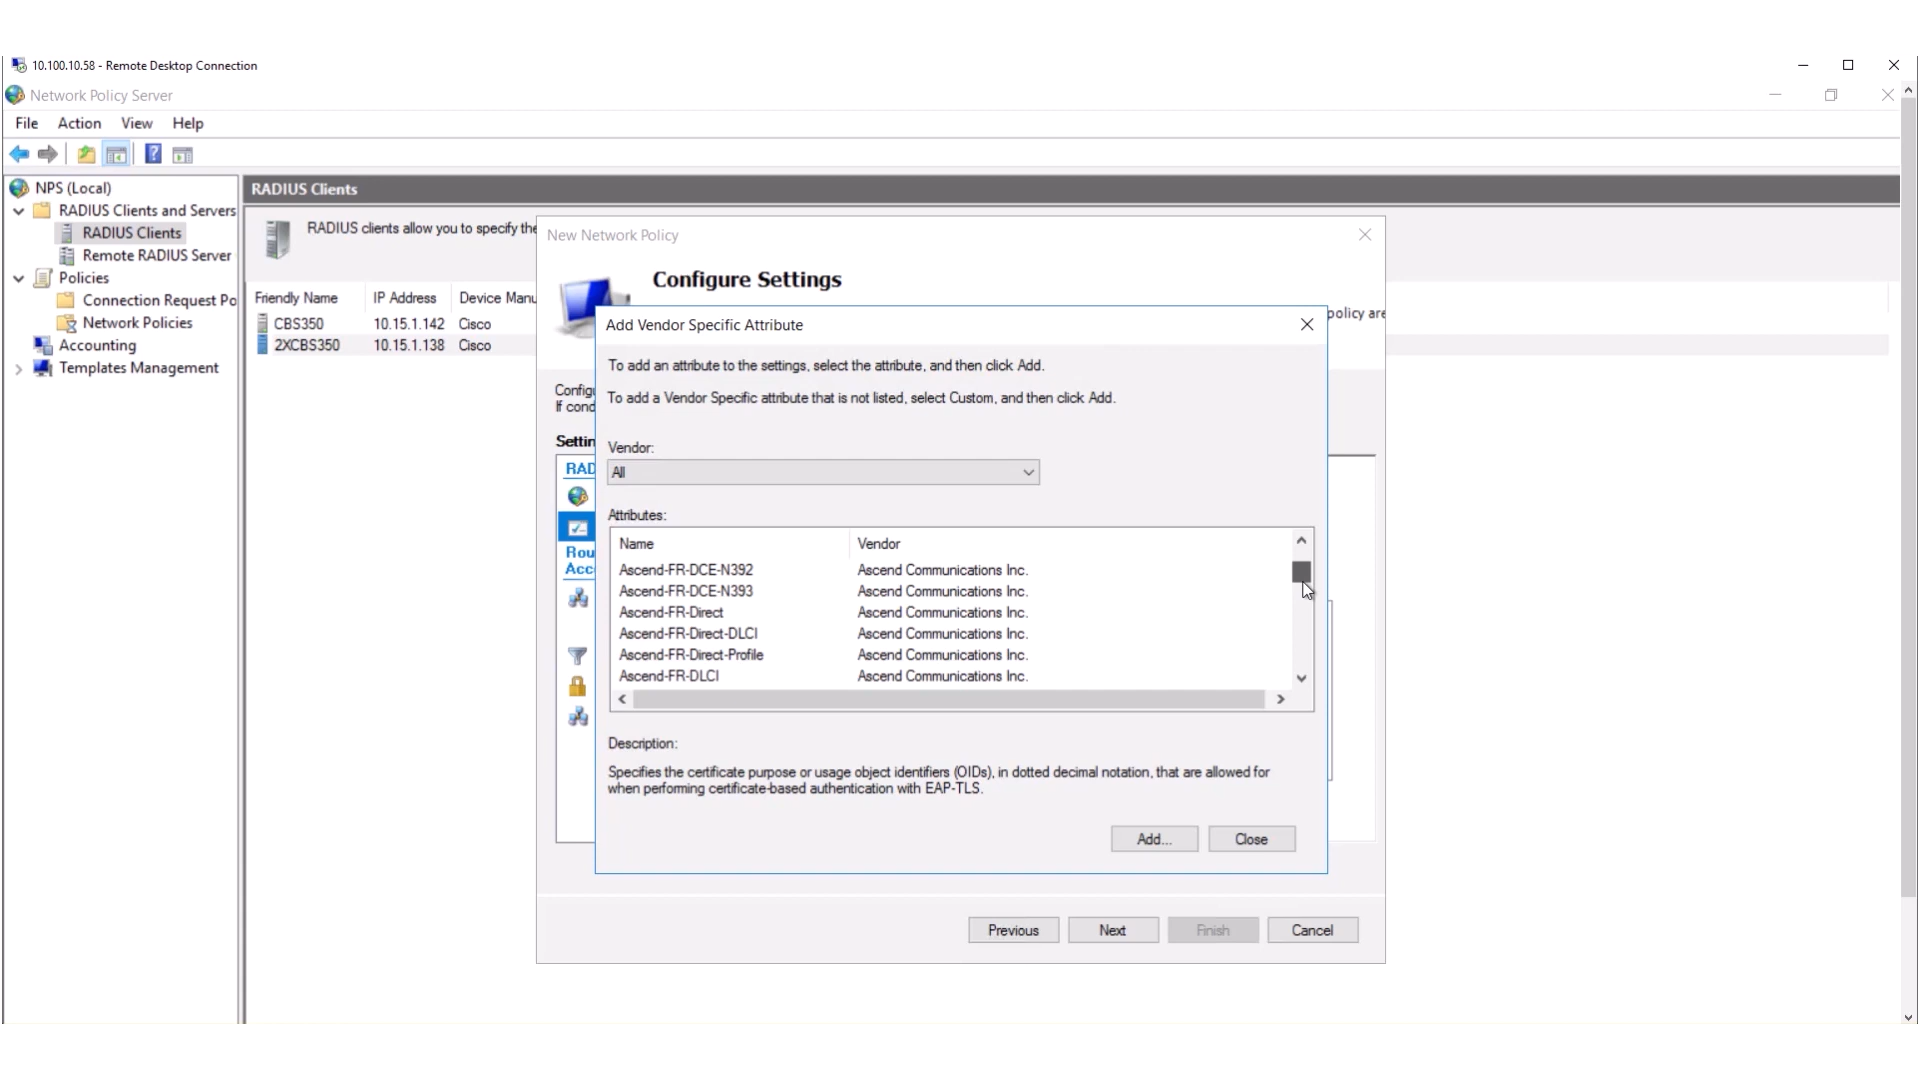 10.100.10.58 - Remote Desktop Connection
Network Policy Server
File Action View Help
NPS (Local)
RADIUS Clients and Servers
RADIUS Clients
Remote RADIUS Server
Policies
Connection Request Po
Network Policies
Accounting
Templates Management
RADIUS Clients
RADIUS clients allow you to specify the
Friendly Name IP Address Device Manu
CBS350 10.15.1.142 Cisco
2XCBS350 10.15.1.138 Cisco
New Network Policy
Configure Settings
policy are
Config
If cond
Settin
RAD
Rou
Acc
Add Vendor Specific Attribute
To add an attribute to the settings, select the attribute, and then click Add.
To add a Vendor Specific attribute that is not listed, select Custom, and then click Add.
Vendor:
All
Attributes:
Name Vendor
Ascend-FR-DCE-N392 Ascend Communications Inc.
Ascend-FR-DCE-N393 Ascend Communications Inc.
Ascend-FR-Direct Ascend Communications Inc.
Ascend-FR-Direct-DLCI Ascend Communications Inc.
Ascend-FR-Direct-Profile Ascend Communications Inc.
Ascend-FR-DLCI Ascend Communications Inc.
Description:
Specifies the certificate purpose or usage object identifiers (OIDs), in dotted decimal notation, that are allowed for
when performing certificate-based authentication with EAP-TLS.
Add... Close
Previous Next Finish Cancel